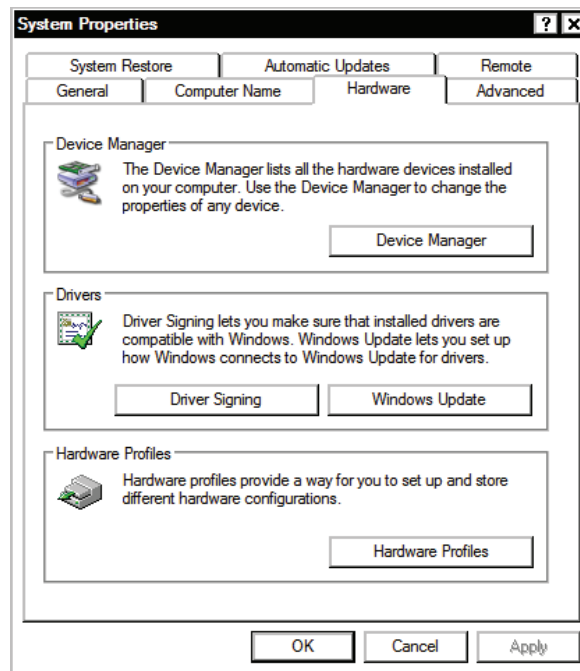 System Properties ? X
System Restore Automatic Updates Remote
General Computer Name Hardware Advanced
Device Manager
The Device Manager lists all the hardware devices installed
on your computer. Use the Device Manager to change the
properties of any device.
Device Manager
Drivers
Driver Signing lets you make sure that installed drivers are
compatible with Windows. Windows Update lets you set up
how Windows connects to Windows Update for drivers.
Driver Signing Windows Update
Hardware Profiles
Hardware profiles provide a way for you to set up and store
different hardware configurations.
Hardware Profiles
OK Cancel Apply